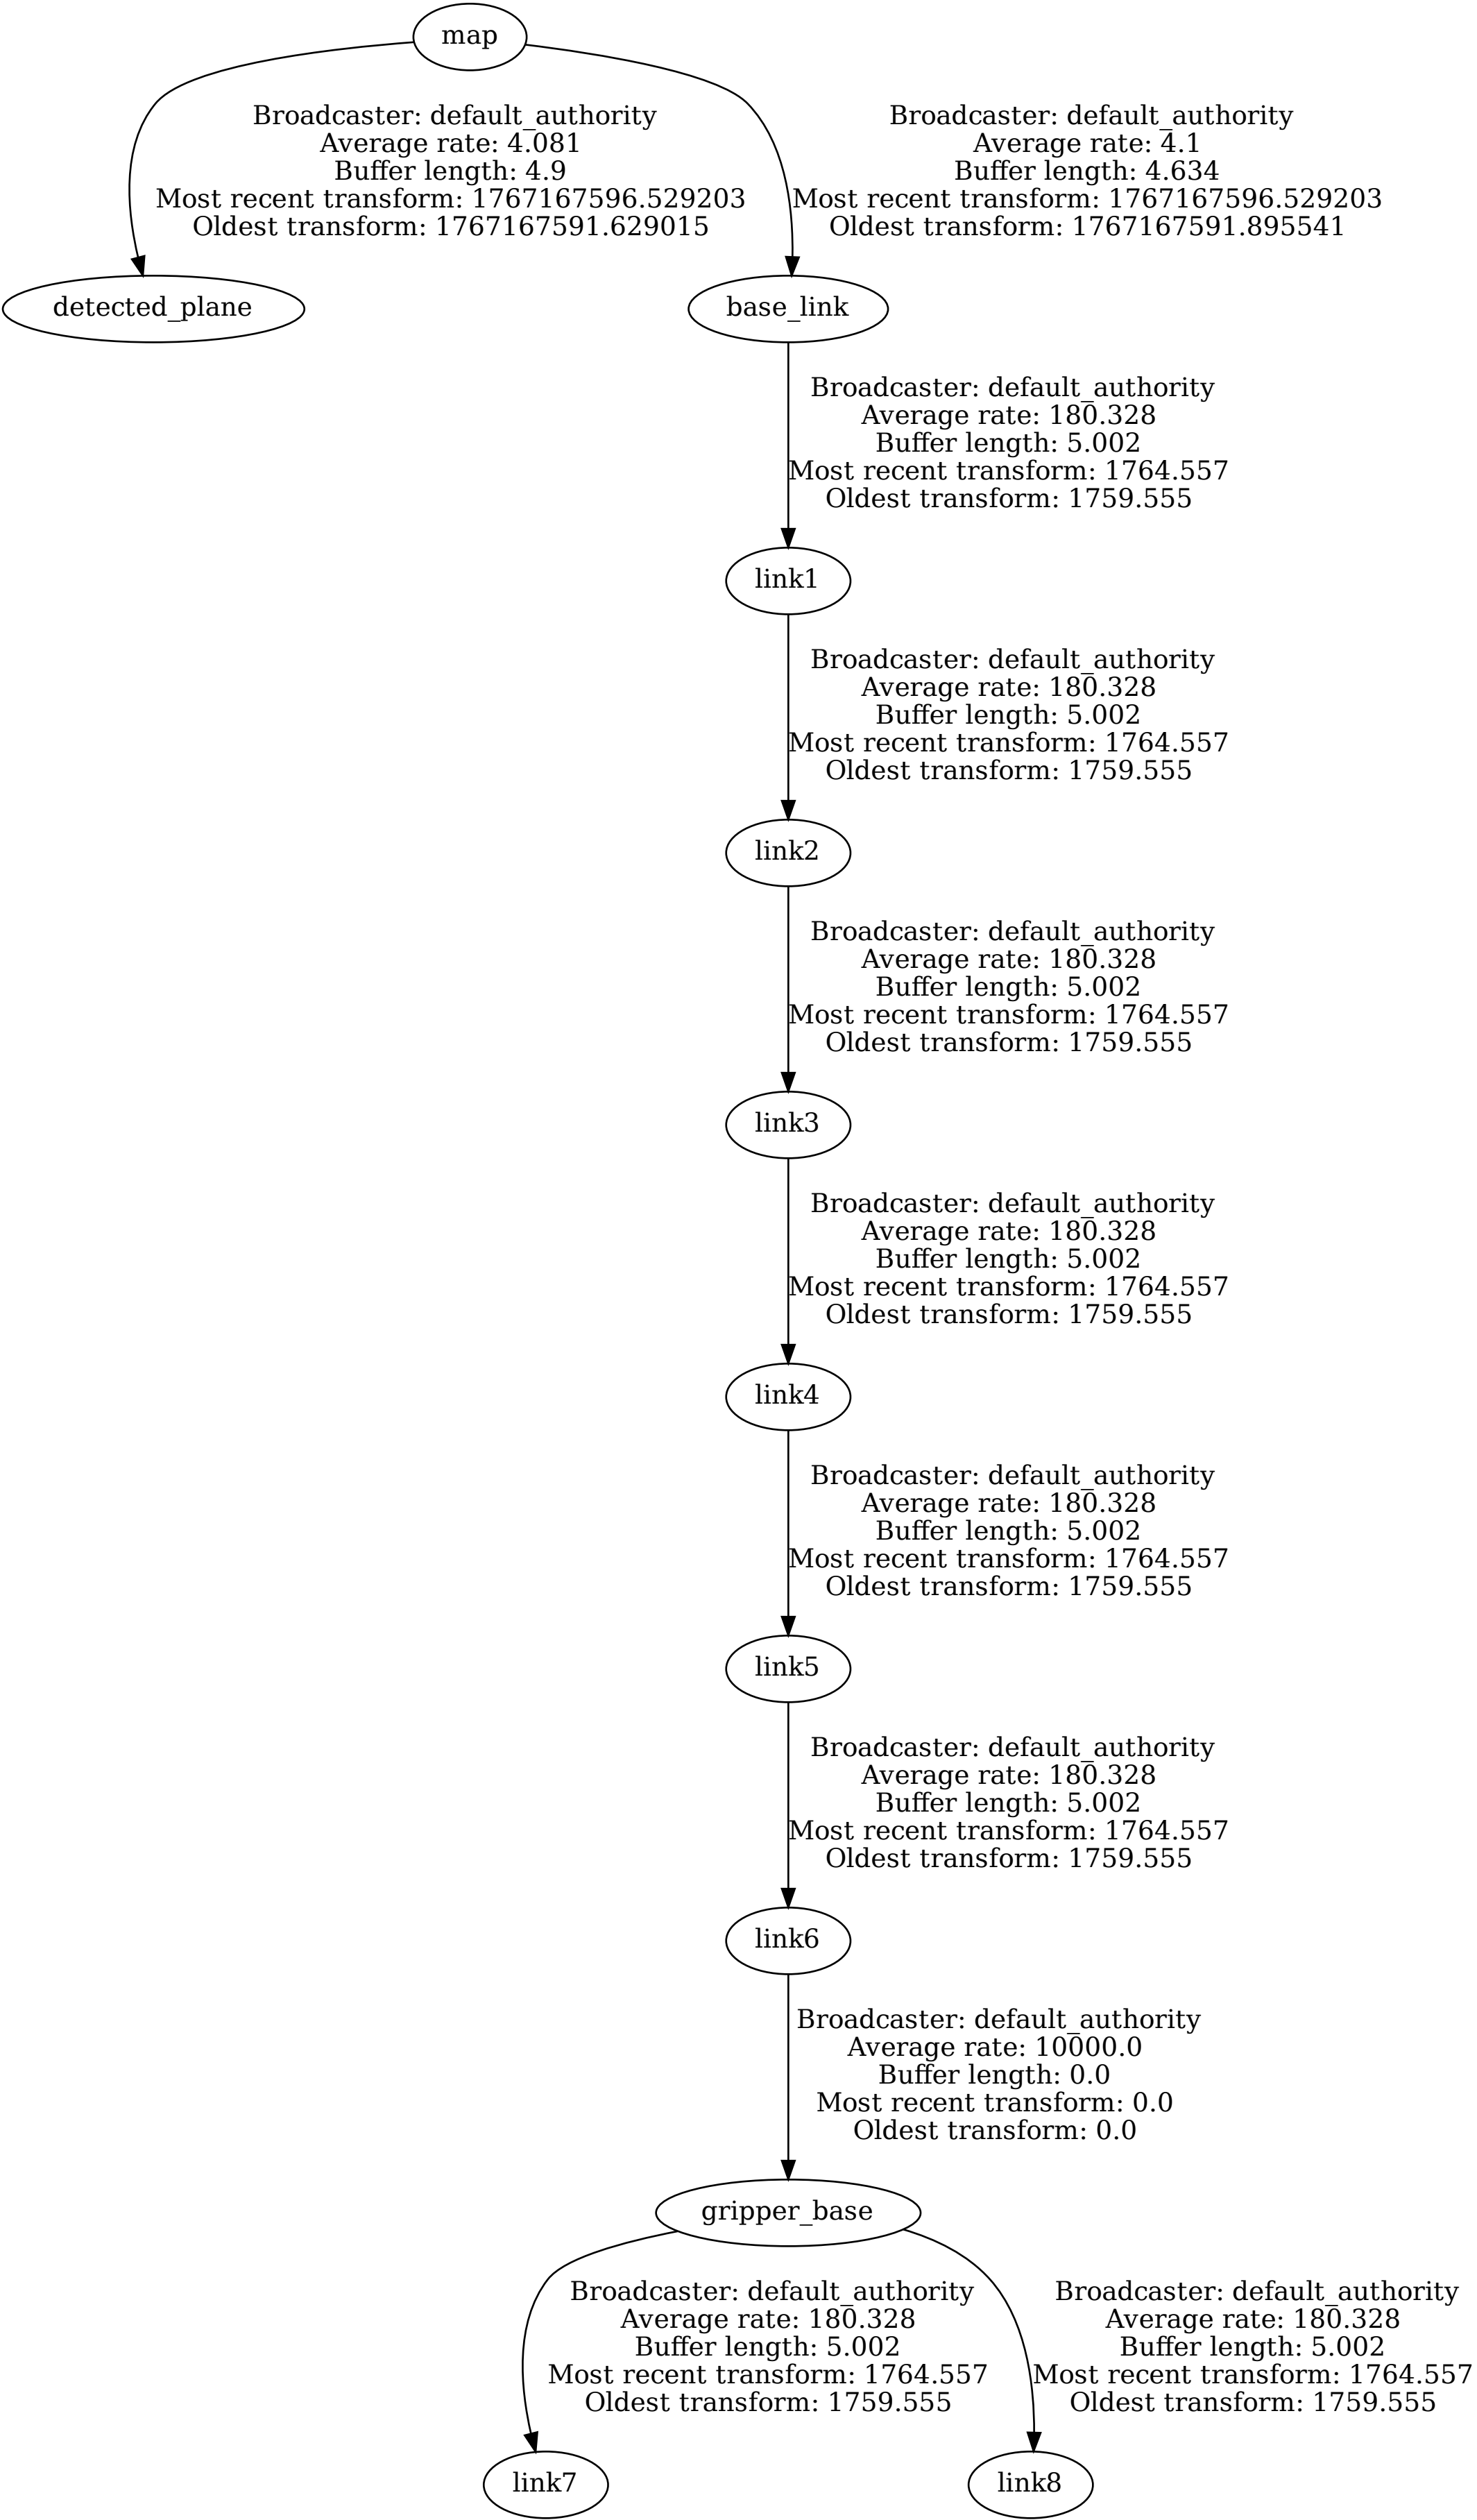 map
Broadcaster: default_authority
Average rate: 4.081
Buffer length: 4.9
Most recent transform: 1767167596.529203
Oldest transform: 1767167591.629015
Broadcaster: default_authority
Average rate: 4.1
Buffer length: 4.634
Most recent transform: 1767167596.529203
Oldest transform: 1767167591.895541
detected_plane
base_link
Broadcaster: default_authority
Average rate: 180.328
Buffer length: 5.002
Most recent transform: 1764.557
Oldest transform: 1759.555
link1
Broadcaster: default_authority
Average rate: 180.328
Buffer length: 5.002
Most recent transform: 1764.557
Oldest transform: 1759.555
link2
Broadcaster: default_authority
Average rate: 180.328
Buffer length: 5.002
Most recent transform: 1764.557
Oldest transform: 1759.555
link3
Broadcaster: default_authority
Average rate: 180.328
Buffer length: 5.002
Most recent transform: 1764.557
Oldest transform: 1759.555
link4
Broadcaster: default_authority
Average rate: 180.328
Buffer length: 5.002
Most recent transform: 1764.557
Oldest transform: 1759.555
link5
Broadcaster: default_authority
Average rate: 180.328
Buffer length: 5.002
Most recent transform: 1764.557
Oldest transform: 1759.555
link6
Broadcaster: default_authority
Average rate: 10000.0
Buffer length: 0.0
Most recent transform: 0.0
Oldest transform: 0.0
gripper_base
Broadcaster: default_authority
Average rate: 180.328
Buffer length: 5.002
Most recent transform: 1764.557
Oldest transform: 1759.555
Broadcaster: default_authority
Average rate: 180.328
Buffer length: 5.002
Most recent transform: 1764.557
Oldest transform: 1759.555
link7
link8